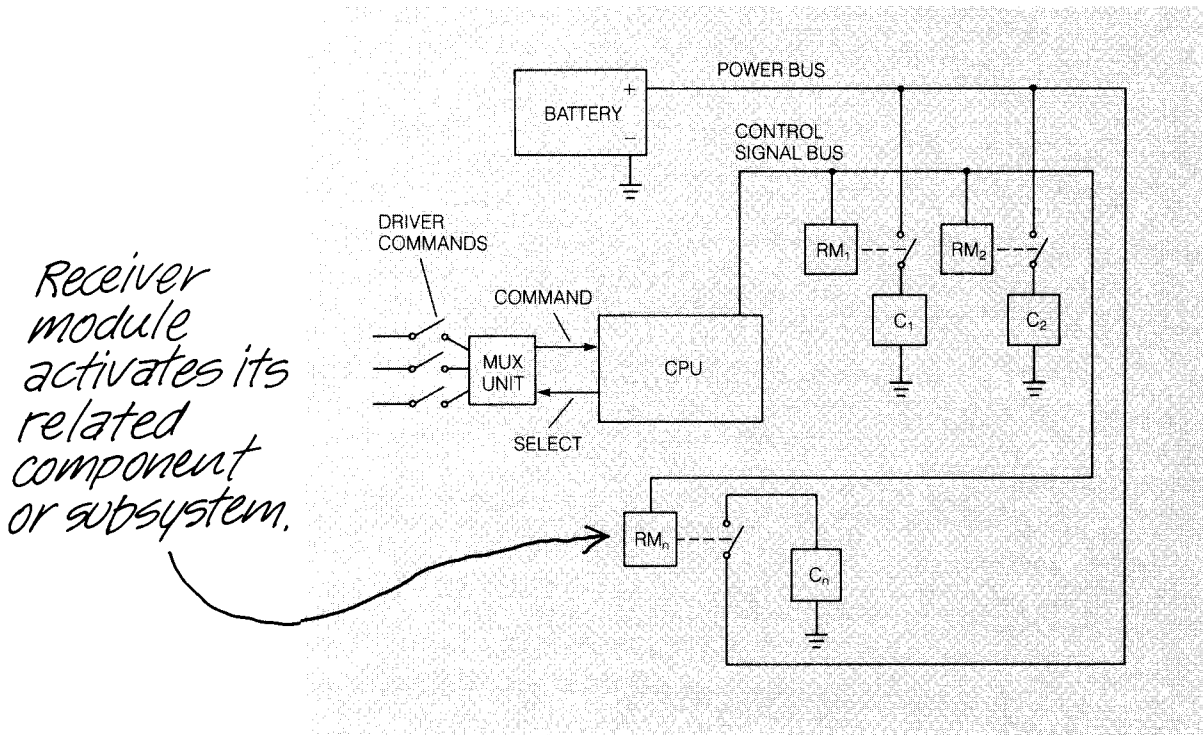 POWER BUS
+
BATTERY
−
CONTROL
SIGNAL BUS
DRIVER
COMMANDS
RM₁
RM₂
Receiver
module
activates its
related
component
or subsystem.
COMMAND
C₁
C₂
MUX
UNIT
CPU
SELECT
RMₙ
Cₙ